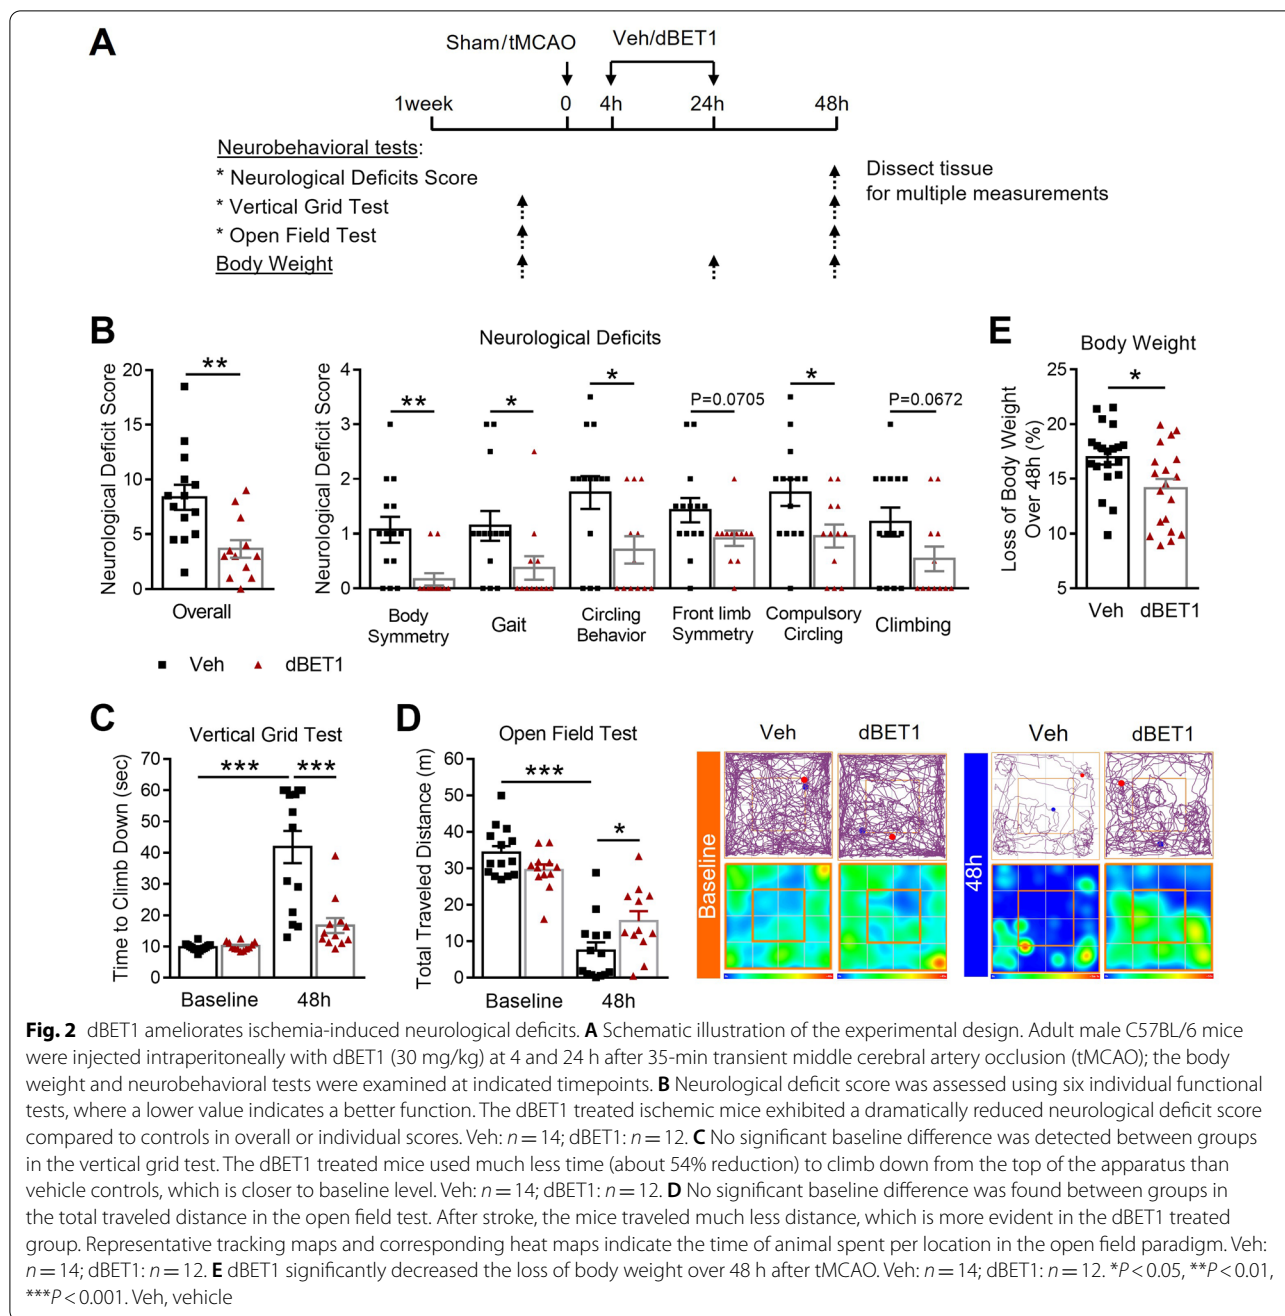 A
Sham/tMCAO
Veh/dBET1
1week
0
4h
24h
48h
Neurobehavioral tests:
* Neurological Deficits Score
* Vertical Grid Test
* Open Field Test
Body Weight
Dissect tissue
for multiple measurements
B
Neurological Deficit Score
20
15
10
5
0
**
Overall
Neurological Deficits
Neurological Deficit Score
4
3
2
1
0
**
*
*
P=0.0705
*
P=0.0672
Body
Symmetry
Gait
Circling
Behavior
Front limb
Symmetry
Compulsory
Circling
Climbing
Veh
dBET1
E
Body Weight
Loss of Body Weight
Over 48h (%)
25
20
15
10
5
*
Veh
dBET1
C
Vertical Grid Test
Time to Climb Down (sec)
70
60
50
40
30
20
10
0
***
***
Baseline
48h
D
Open Field Test
Total Traveled Distance (m)
60
50
40
30
20
10
0
***
*
Baseline
48h
Veh
dBET1
Baseline
Veh
dBET1
48h
Fig. 2 dBET1 ameliorates ischemia-induced neurological deficits. A Schematic illustration of the experimental design. Adult male C57BL/6 mice
were injected intraperitoneally with dBET1 (30 mg/kg) at 4 and 24 h after 35-min transient middle cerebral artery occlusion (tMCAO); the body
weight and neurobehavioral tests were examined at indicated timepoints. B Neurological deficit score was assessed using six individual functional
tests, where a lower value indicates a better function. The dBET1 treated ischemic mice exhibited a dramatically reduced neurological deficit score
compared to controls in overall or individual scores. Veh: n = 14; dBET1: n = 12. C No significant baseline difference was detected between groups
in the vertical grid test. The dBET1 treated mice used much less time (about 54% reduction) to climb down from the top of the apparatus than
vehicle controls, which is closer to baseline level. Veh: n = 14; dBET1: n = 12. D No significant baseline difference was found between groups in
the total traveled distance in the open field test. After stroke, the mice traveled much less distance, which is more evident in the dBET1 treated
group. Representative tracking maps and corresponding heat maps indicate the time of animal spent per location in the open field paradigm. Veh:
n = 14; dBET1: n = 12. E dBET1 significantly decreased the loss of body weight over 48 h after tMCAO. Veh: n = 14; dBET1: n = 12. *P < 0.05, **P < 0.01,
***P < 0.001. Veh, vehicle